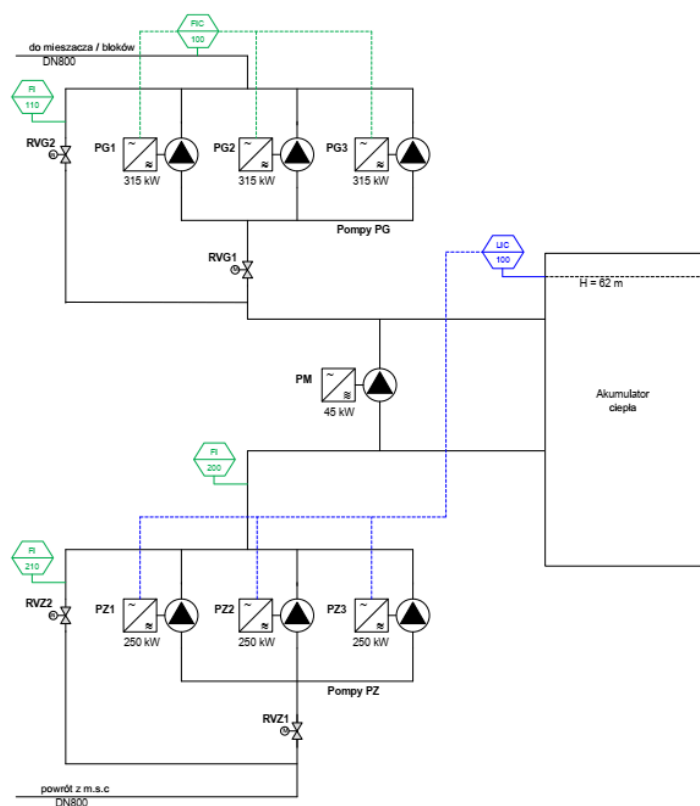 do mieszacza / bloków
DN800
FIC
100
FI
110
RVG2
R
PG1
~
≈
315 kW
PG2
~
≈
315 kW
PG3
~
≈
315 kW
Pompy PG
RVG1
M
LIC
100
H = 62 m
PM
~
≈
45 kW
Akumulator
ciepła
FI
200
FI
210
RVZ2
R
PZ1
~
≈
250 kW
PZ2
~
≈
250 kW
PZ3
~
≈
250 kW
Pompy PZ
RVZ1
M
powrót z m.s.c
DN800